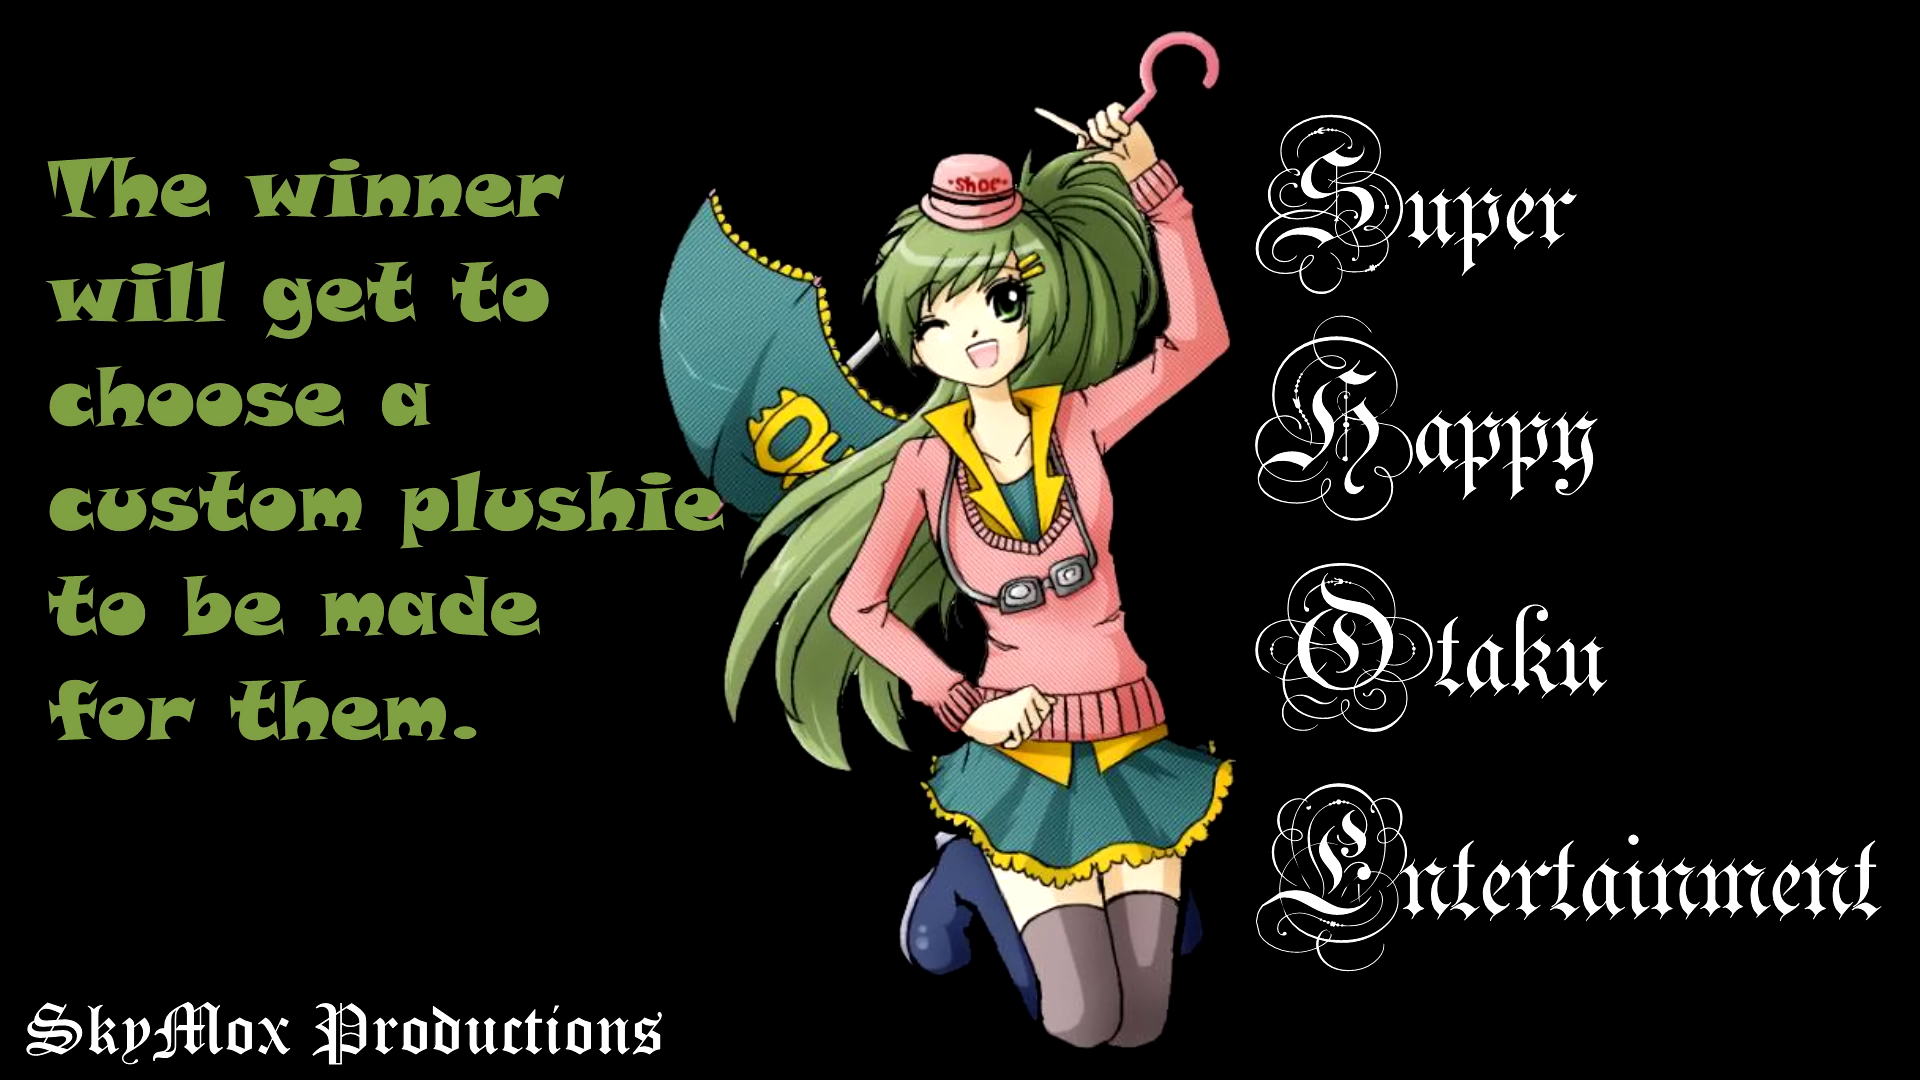 The winner
will get to
choose a
custom plushie
to be made
for them.
SkyMox Productions
•shoe•
Super
Happy
Otaku
Entertainment